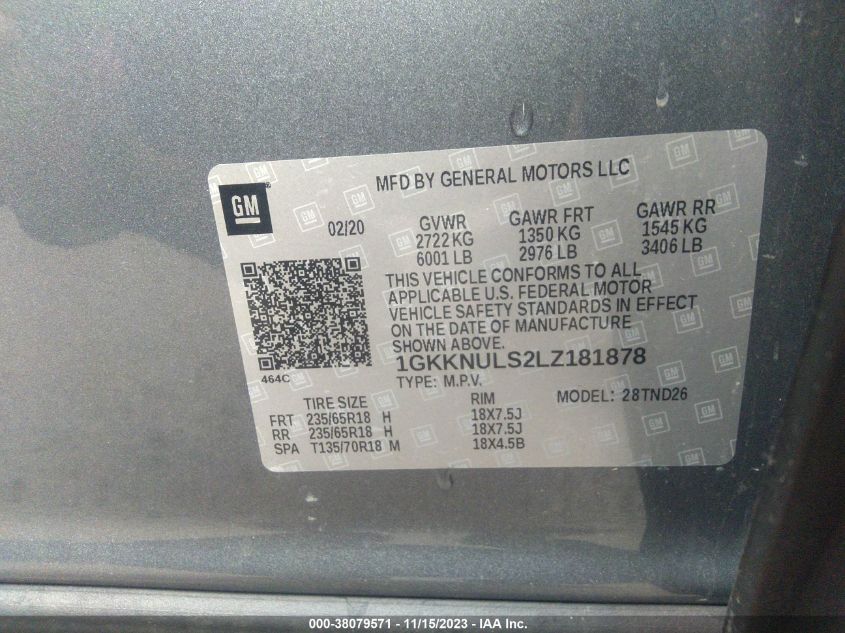 GM
MFD BY GENERAL MOTORS LLC
02/20
GVWR
2722 KG
6001 LB
GAWR FRT
1350 KG
2976 LB
GAWR RR
1545 KG
3406 LB
THIS VEHICLE CONFORMS TO ALL
APPLICABLE U.S. FEDERAL MOTOR
VEHICLE SAFETY STANDARDS IN EFFECT
ON THE DATE OF MANUFACTURE
SHOWN ABOVE.
1GKKNULS2LZ181878
464C
TYPE: M.P.V.
MODEL: 28TND26
TIRE SIZE RIM
FRT 235/65R18 H 18X7.5J
RR 235/65R18 H 18X7.5J
SPA T135/70R18 M 18X4.5B
000-38079571 - 11/15/2023 - IAA Inc.